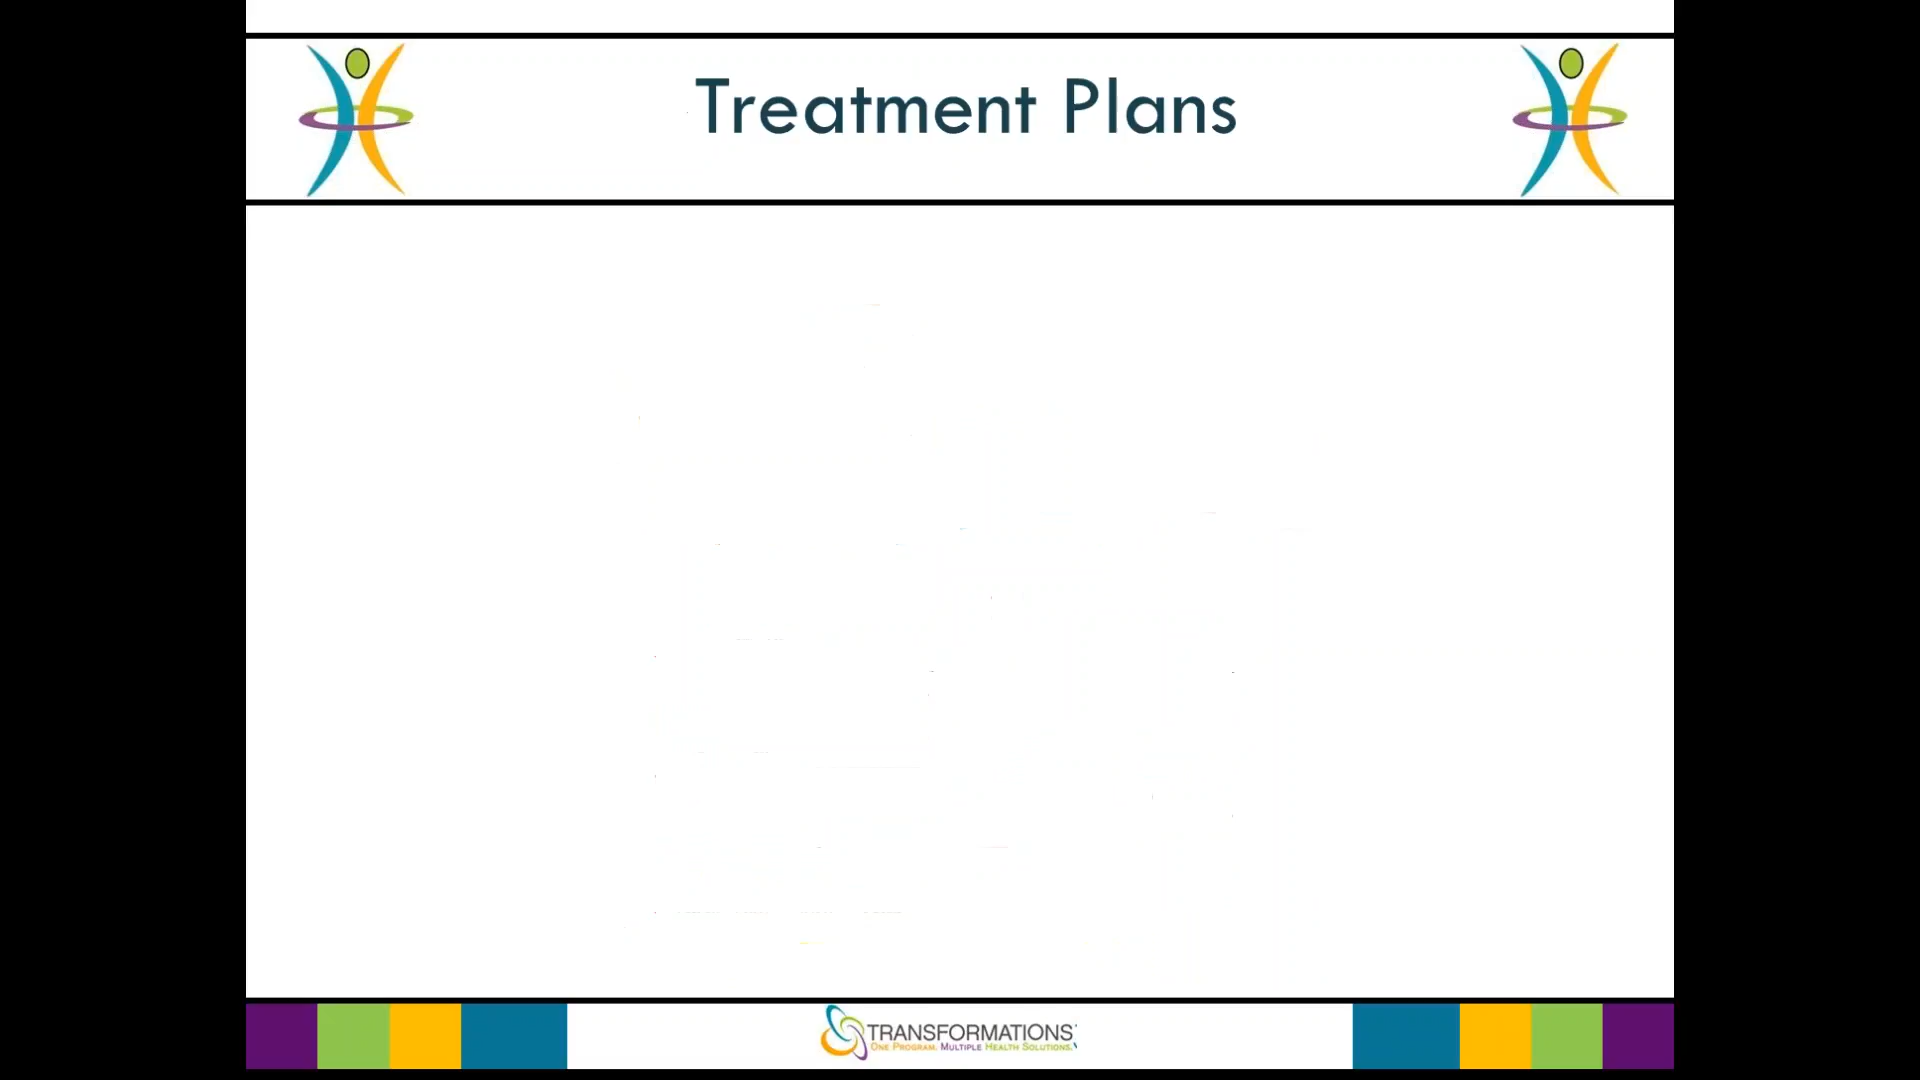 Treatment Plans
TRANSFORMATIONS
ONE PROGRAM. MULTIPLE HEALTH SOLUTIONS.